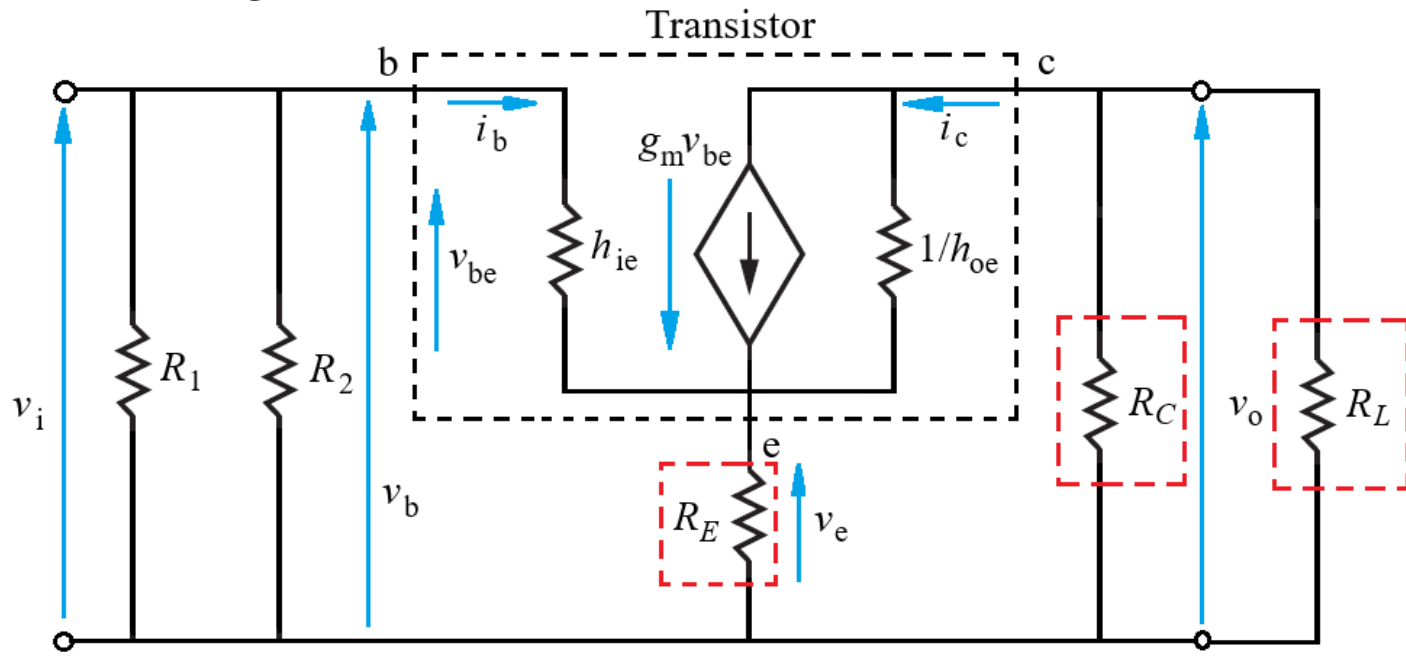 Transistor
b
c
i_b
i_c
g_m v_be
v_be
h_ie
1/h_oe
v_i
R_1
R_2
v_b
e
R_E
v_e
R_C
v_o
R_L